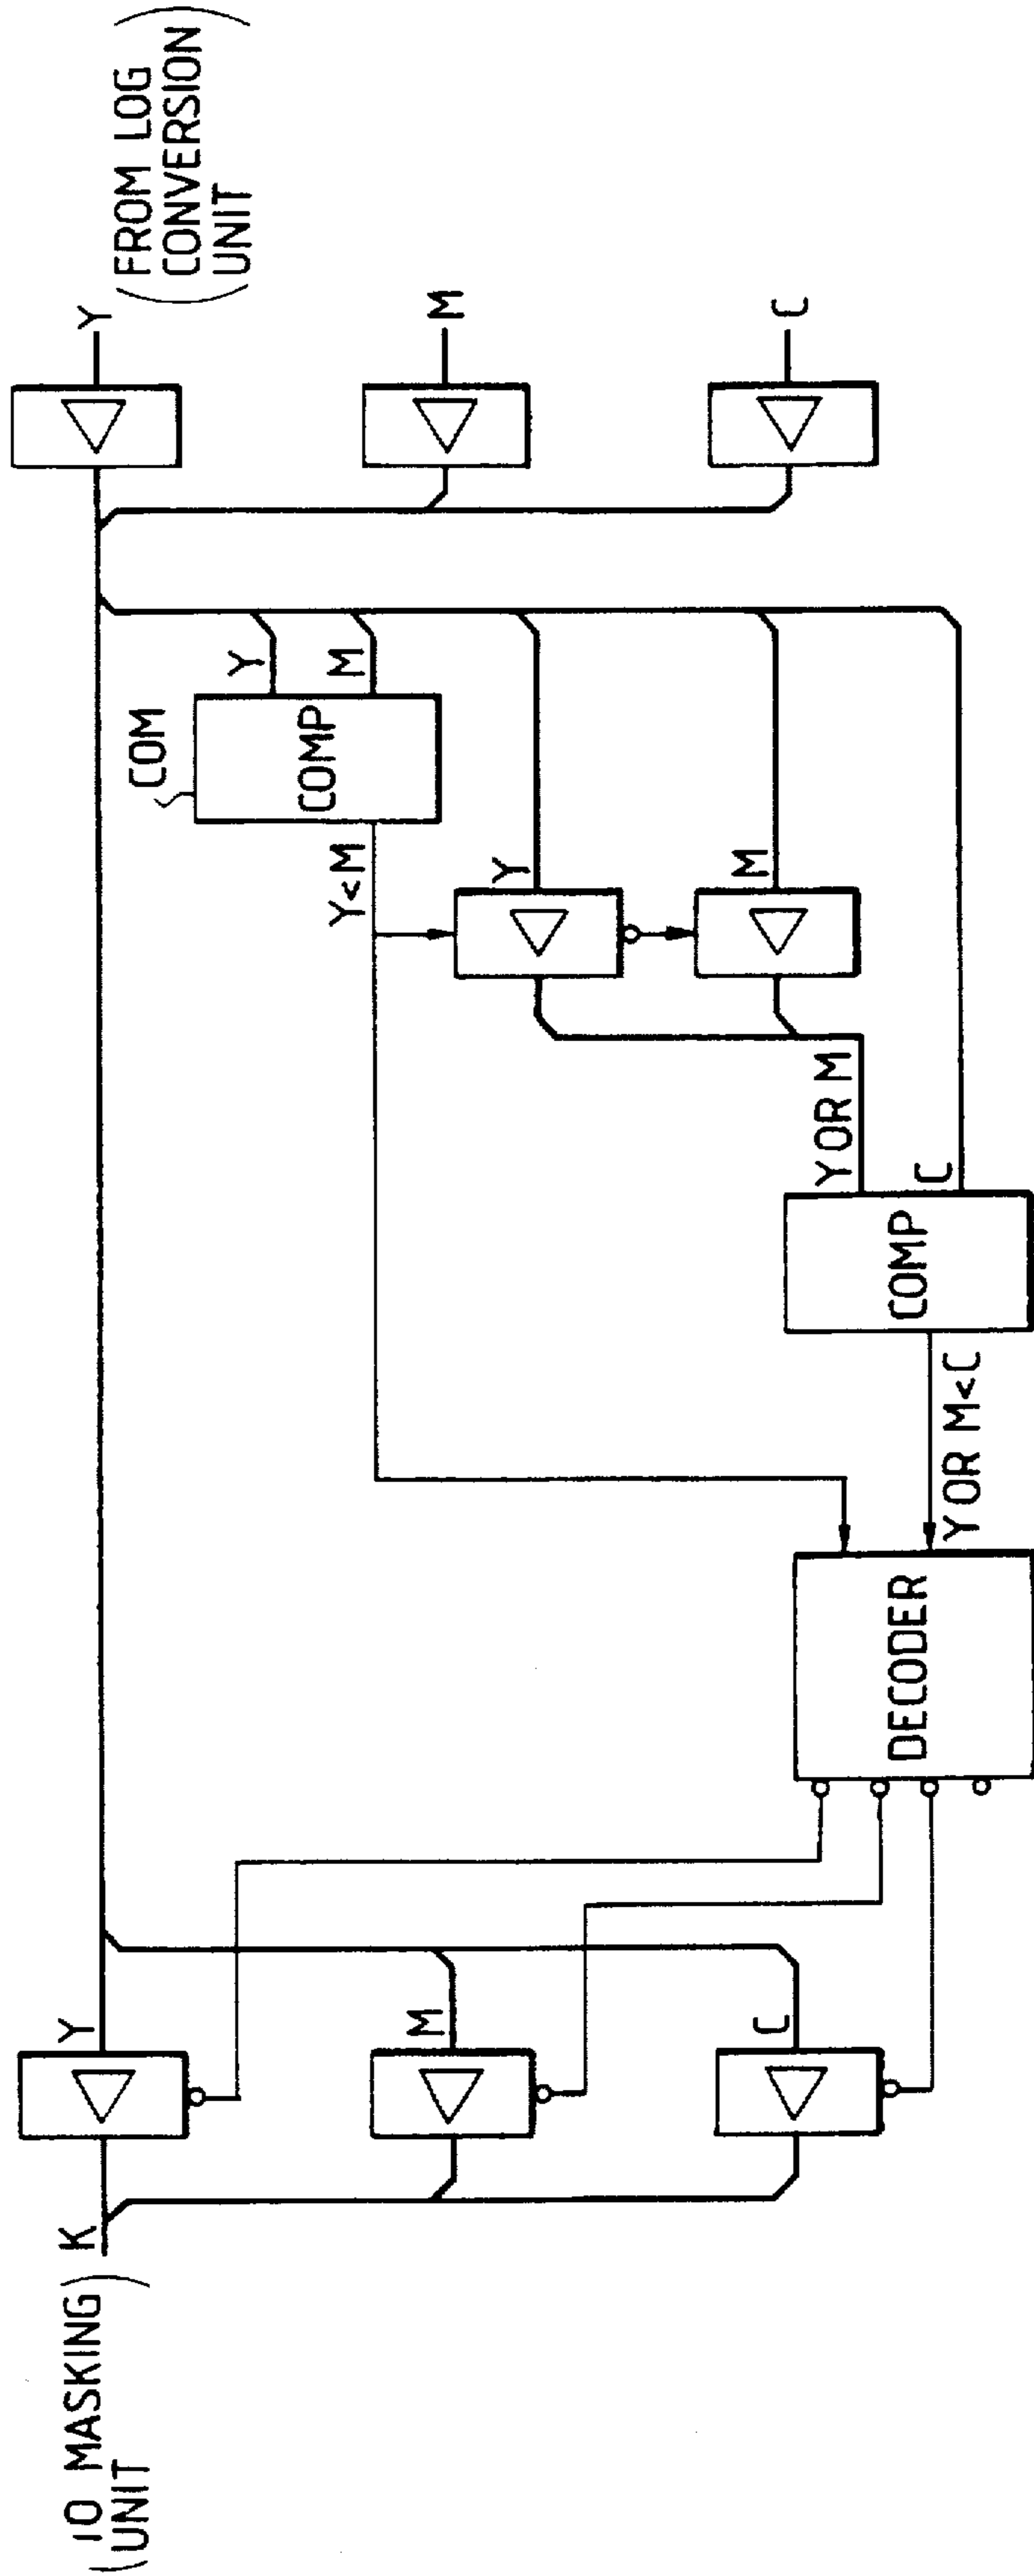 (TO MASKING
UNIT)
K
Y
Y
(FROM LOG
CONVERSION
UNIT)
COM
Y
M
COMP
Y<M
M
Y
M
M
C
Y OR M
C
C
DECODER
COMP
Y OR M<C